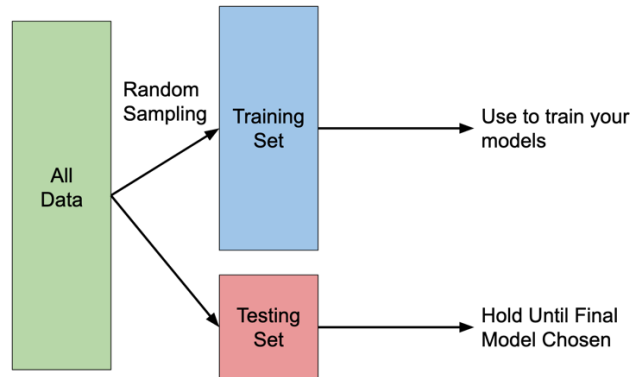 All
Data
Random
Sampling
Training
Set
Use to train your
models
Testing
Set
Hold Until Final
Model Chosen